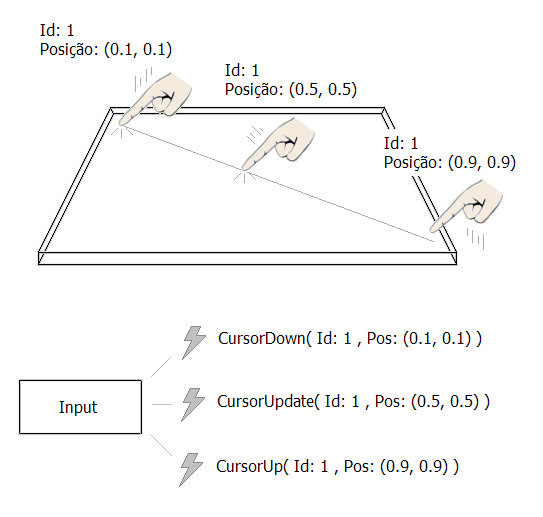 Id: 1
Posição: (0.1, 0.1)
Id: 1
Posição: (0.5, 0.5)
Id: 1
Posição: (0.9, 0.9)
CursorDown( Id: 1 , Pos: (0.1, 0.1) )
Input
CursorUpdate( Id: 1 , Pos: (0.5, 0.5) )
CursorUp( Id: 1 , Pos: (0.9, 0.9) )